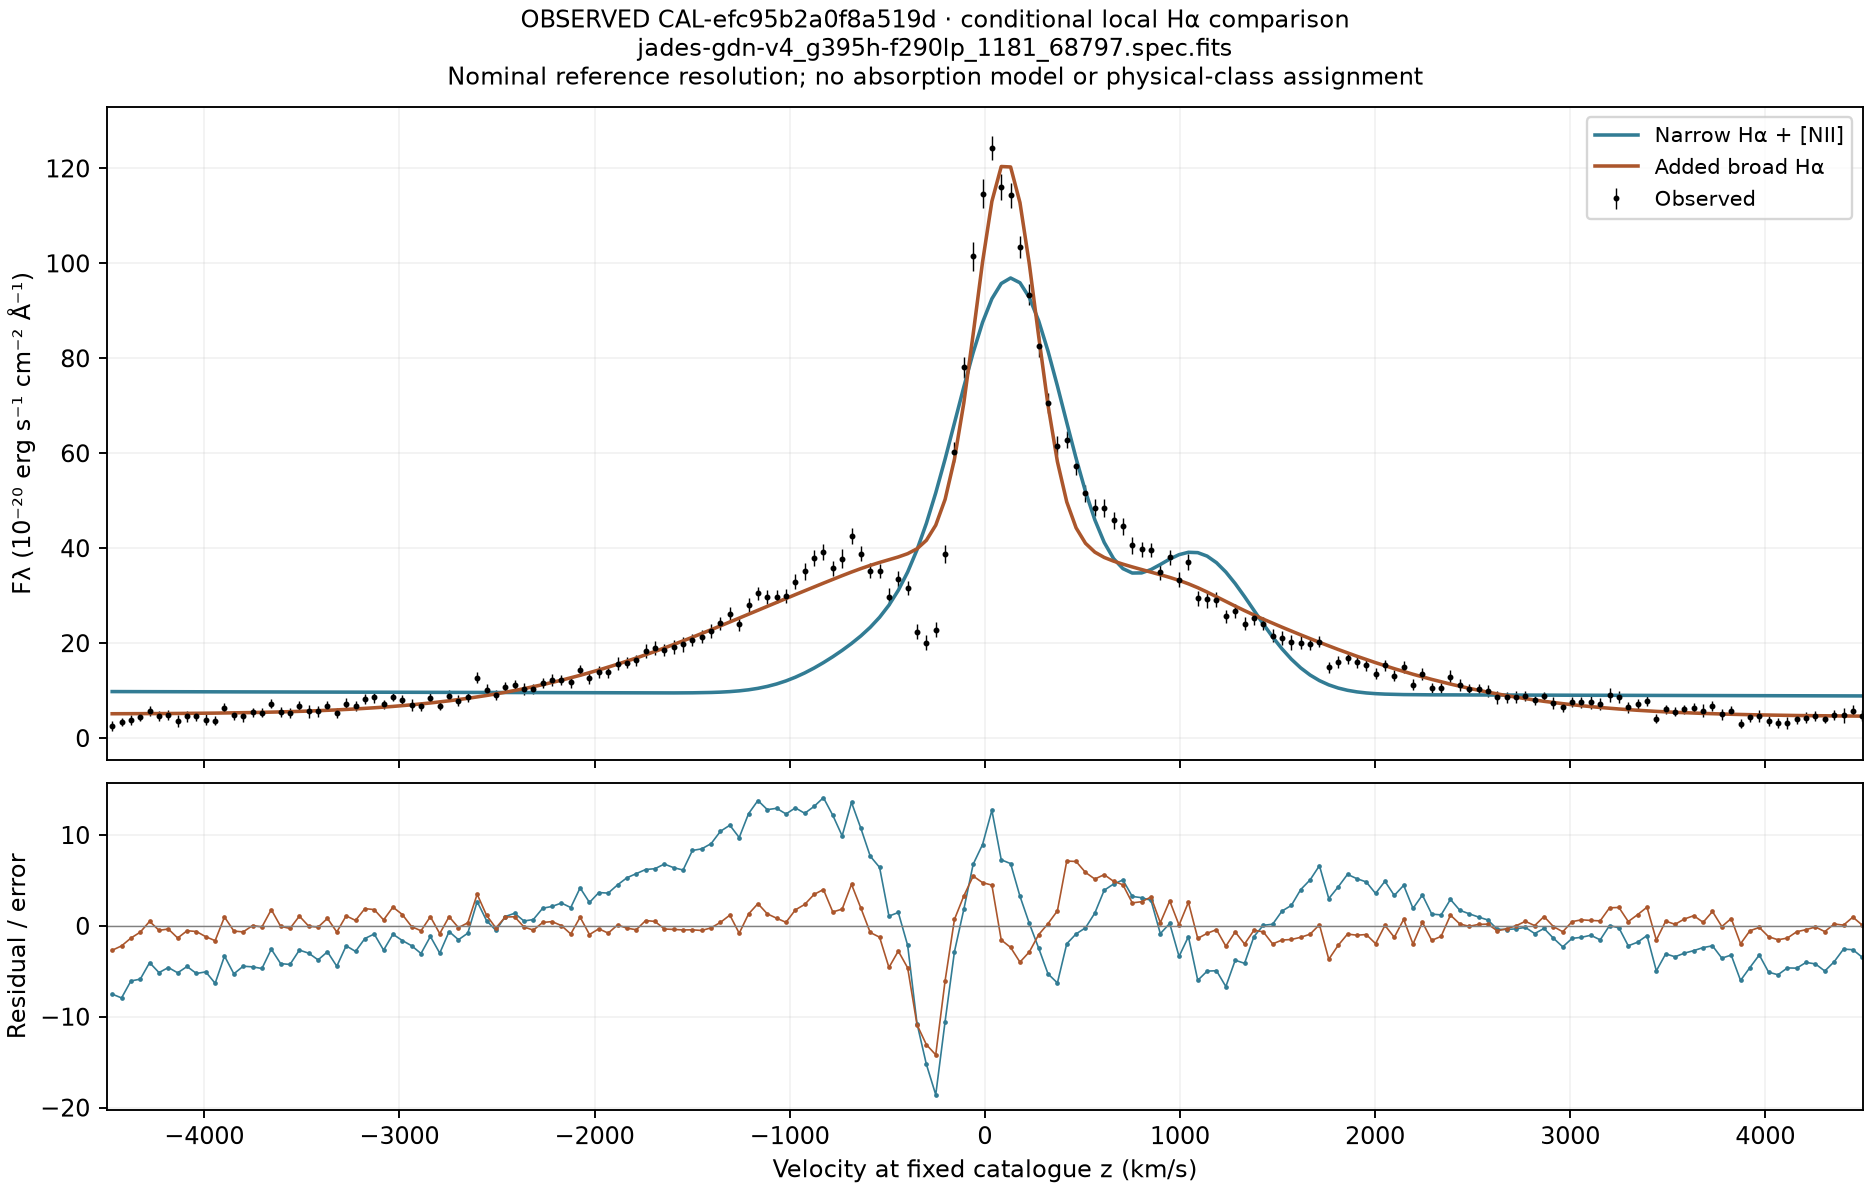 OBSERVED CAL-efc95b2a0f8a519d · conditional local Hα comparison
jades-gdn-v4_g395h-f290lp_1181_68797.spec.fits
Nominal reference resolution; no absorption model or physical-class assignment
Narrow Hα + [NII]
Added broad Hα
Observed
Fλ (10⁻²⁰ erg s⁻¹ cm⁻² Å⁻¹)
120
100
80
60
40
20
0
Residual / error
10
0
−10
−20
−4000 −3000 −2000 −1000 0 1000 2000 3000 4000
Velocity at fixed catalogue z (km/s)